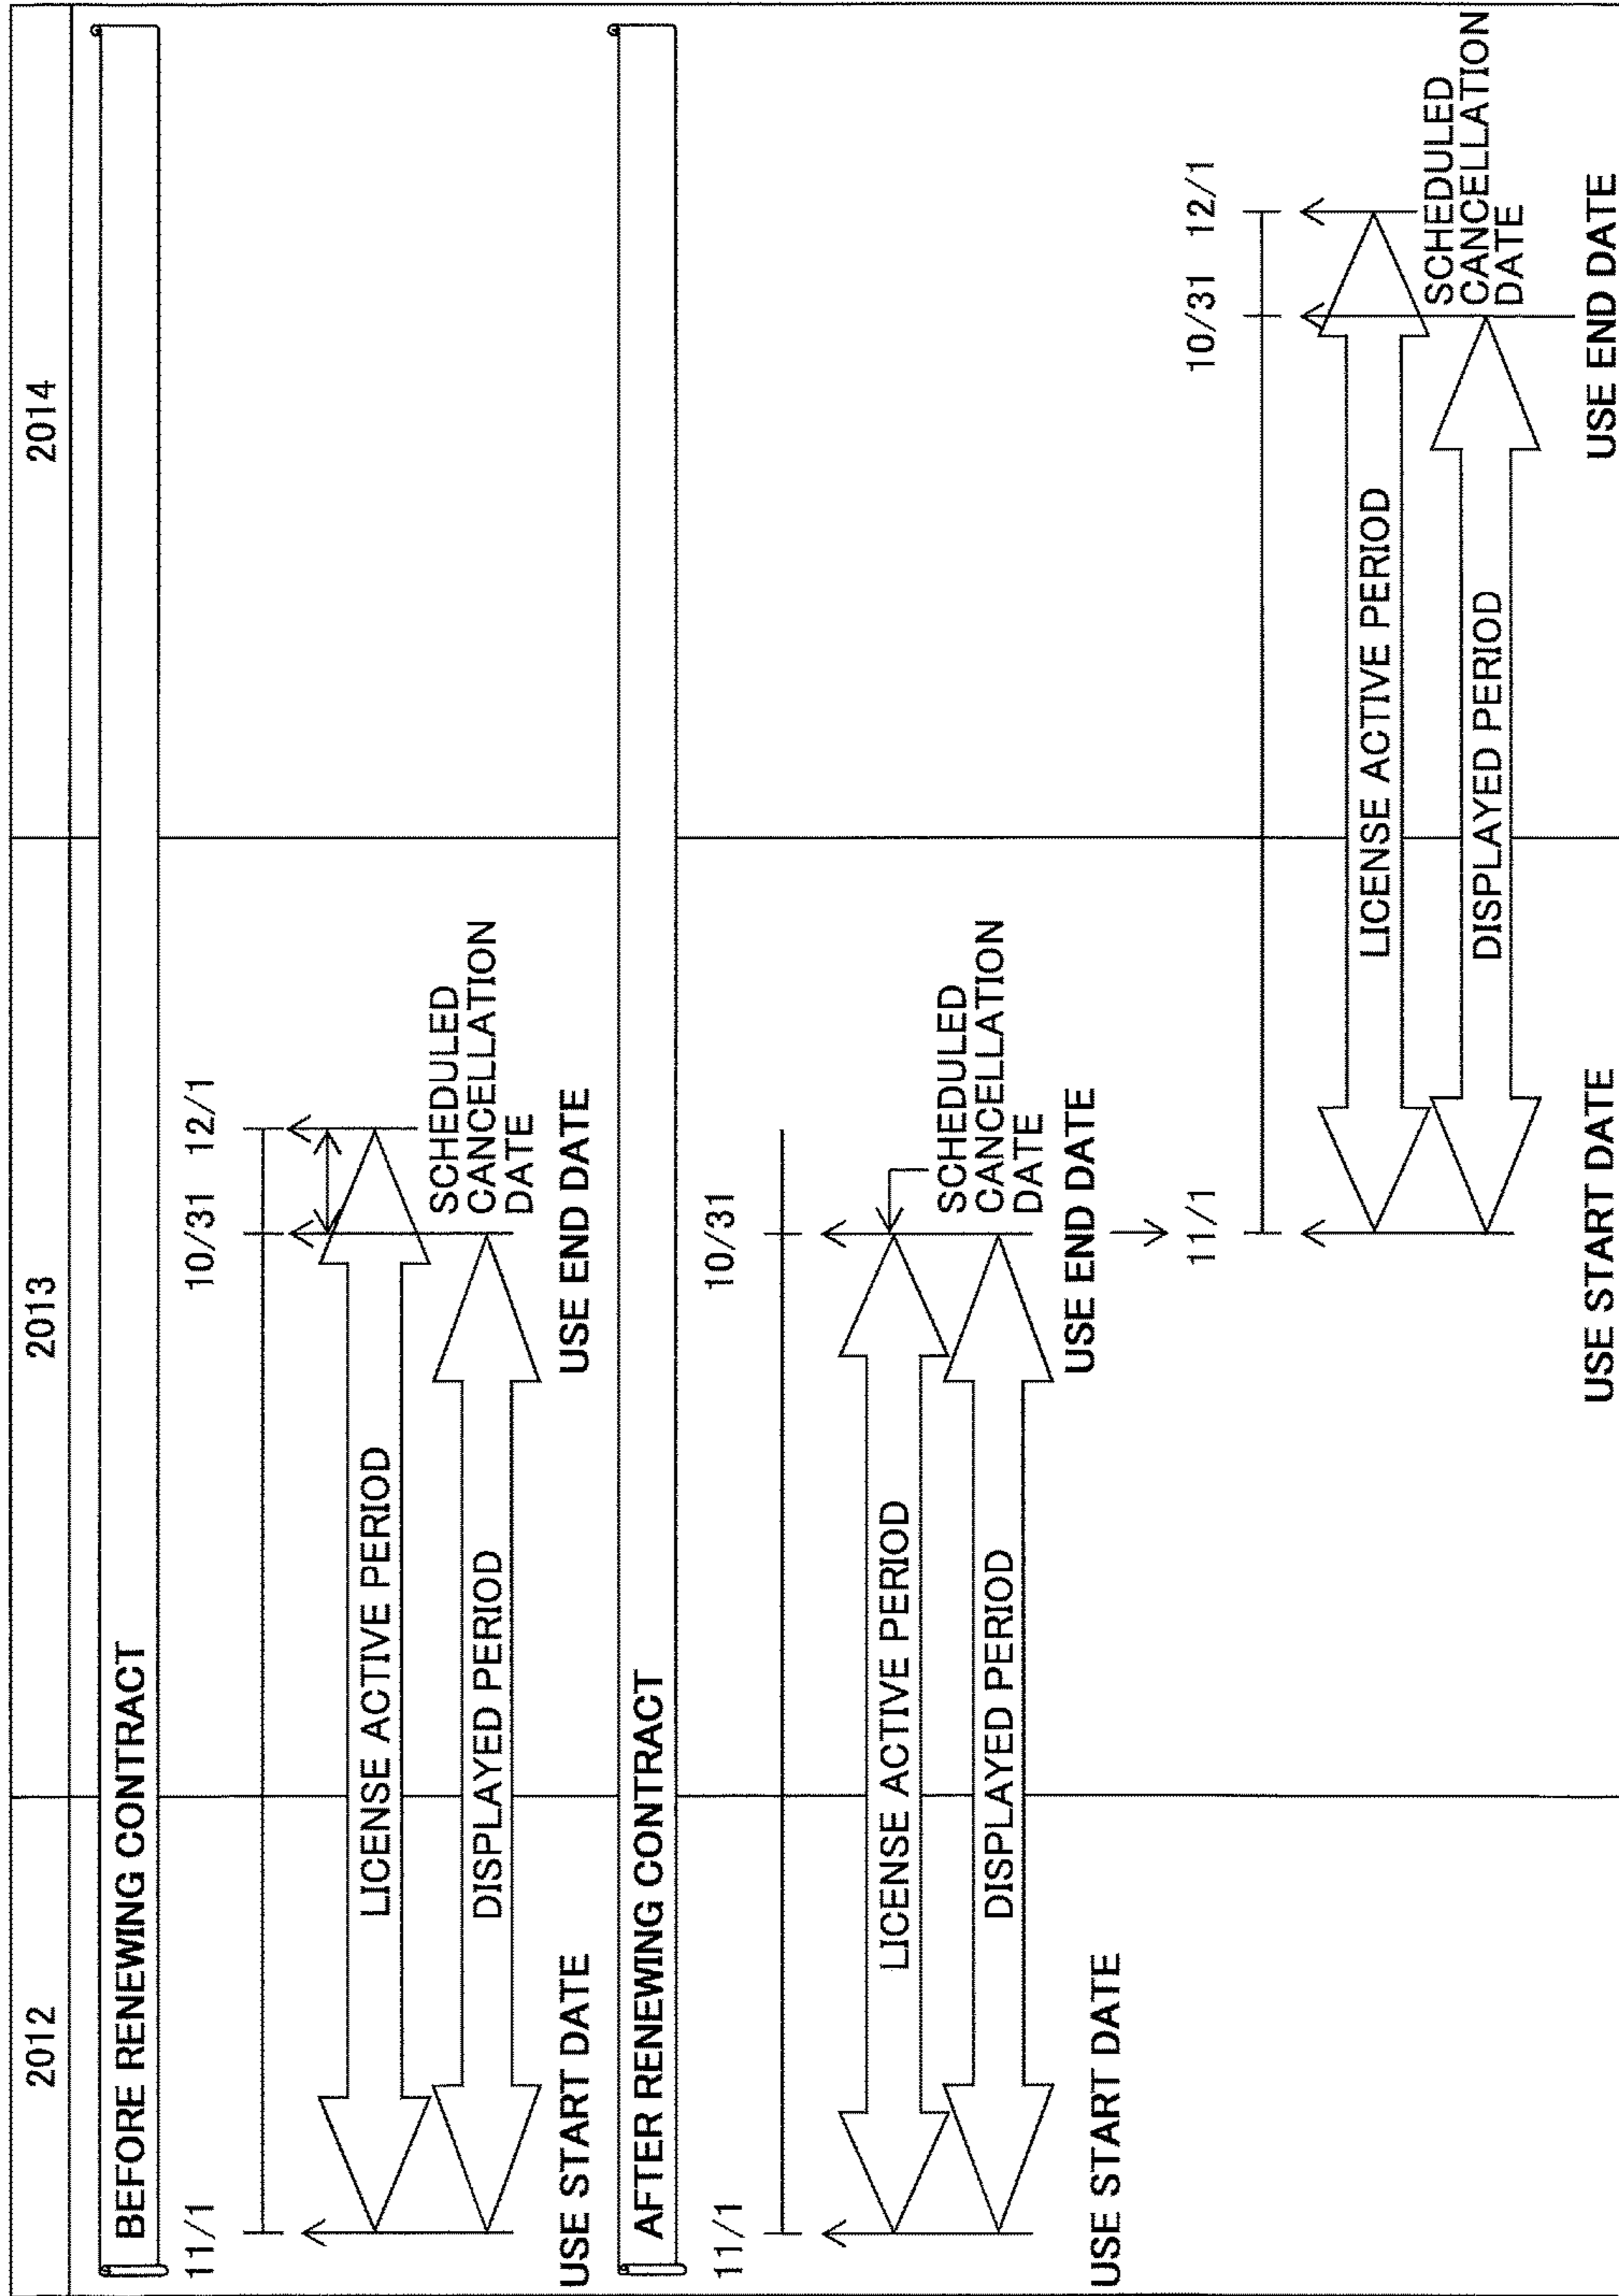 2012
2013
2014
BEFORE RENEWING CONTRACT
11/1
10/31
12/1
LICENSE ACTIVE PERIOD
DISPLAYED PERIOD
SCHEDULED
CANCELLATION
DATE
USE START DATE
USE END DATE
AFTER RENEWING CONTRACT
11/1
10/31
LICENSE ACTIVE PERIOD
DISPLAYED PERIOD
SCHEDULED
CANCELLATION
DATE
USE START DATE
USE END DATE
11/1
10/31
12/1
LICENSE ACTIVE PERIOD
DISPLAYED PERIOD
SCHEDULED
CANCELLATION
DATE
USE START DATE
USE END DATE